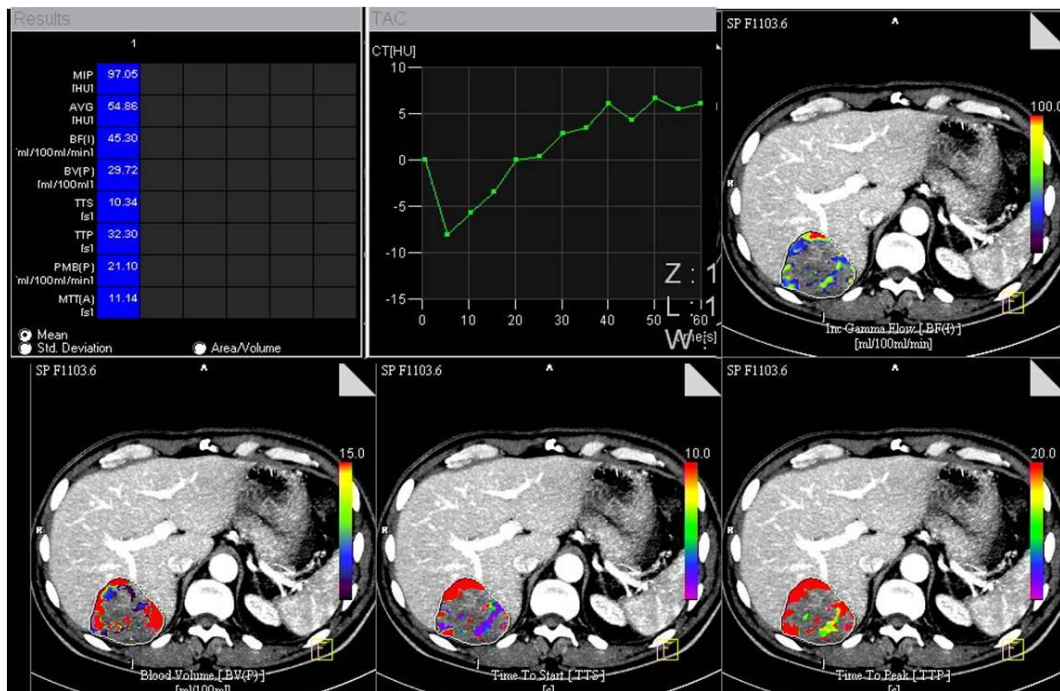 Results
1
MIP 97.05
[HU]
AVG 54.86
[HU]
BF(I) 45.30
ml/100ml/min]
BV(P) 29.72
[ml/100ml]
TTS 10.34
[s]
TTP 32.30
[s]
PMB(P) 21.10
ml/100ml/min]
MTT(A) 11.14
[s]
Mean
Std. Deviation
Area/Volume
TAC
CT[HU]
10
5
0
-5
-10
-15
0 10 20 30 40 50 60
Z : 1
L : 1
W :
SP F1103.6
A
100.0
R
F
Inc Gamma Flow [ BF(I) ]
[ml/100ml/min]
SP F1103.6
A
15.0
R
F
Blood Volume [ BV(P) ]
[ml/100ml]
SP F1103.6
A
10.0
R
F
Time To Start [ TTS ]
[s]
SP F1103.6
A
20.0
R
F
Time To Peak [ TTP ]
[s]